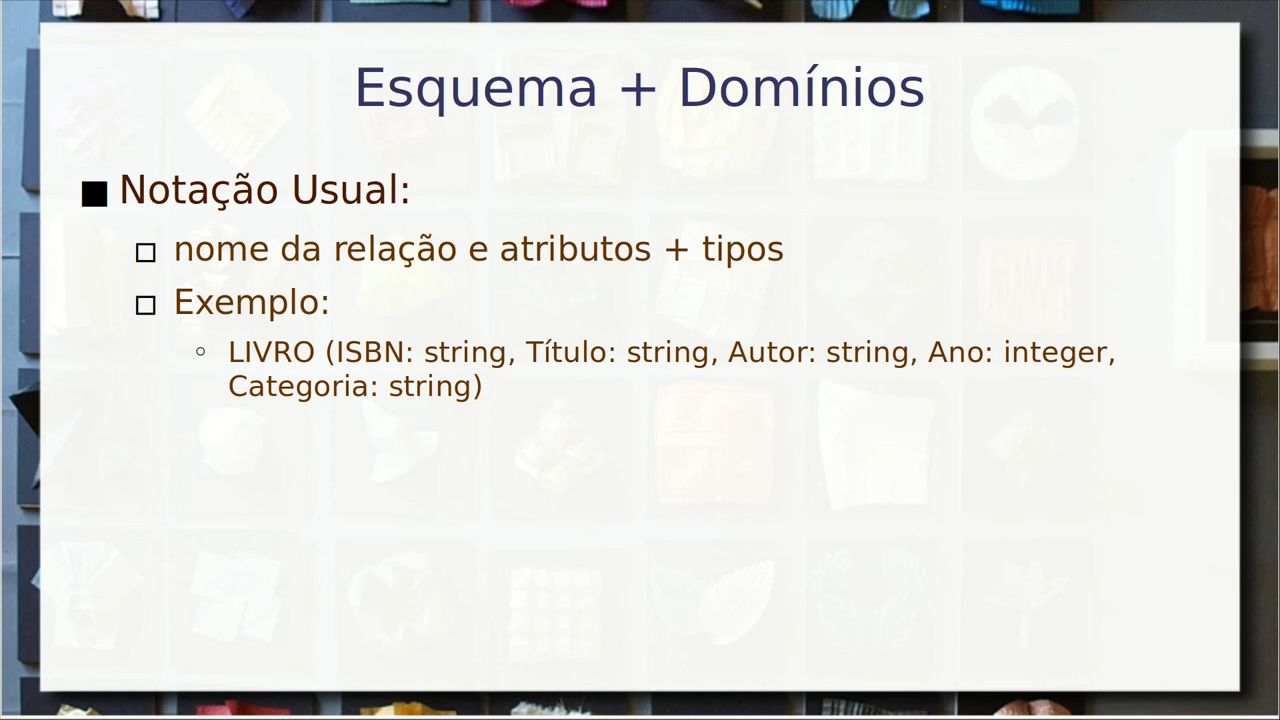 Esquema + Domínios
Notação Usual:
nome da relação e atributos + tipos
Exemplo:
LIVRO (ISBN: string, Título: string, Autor: string, Ano: integer,
Categoria: string)